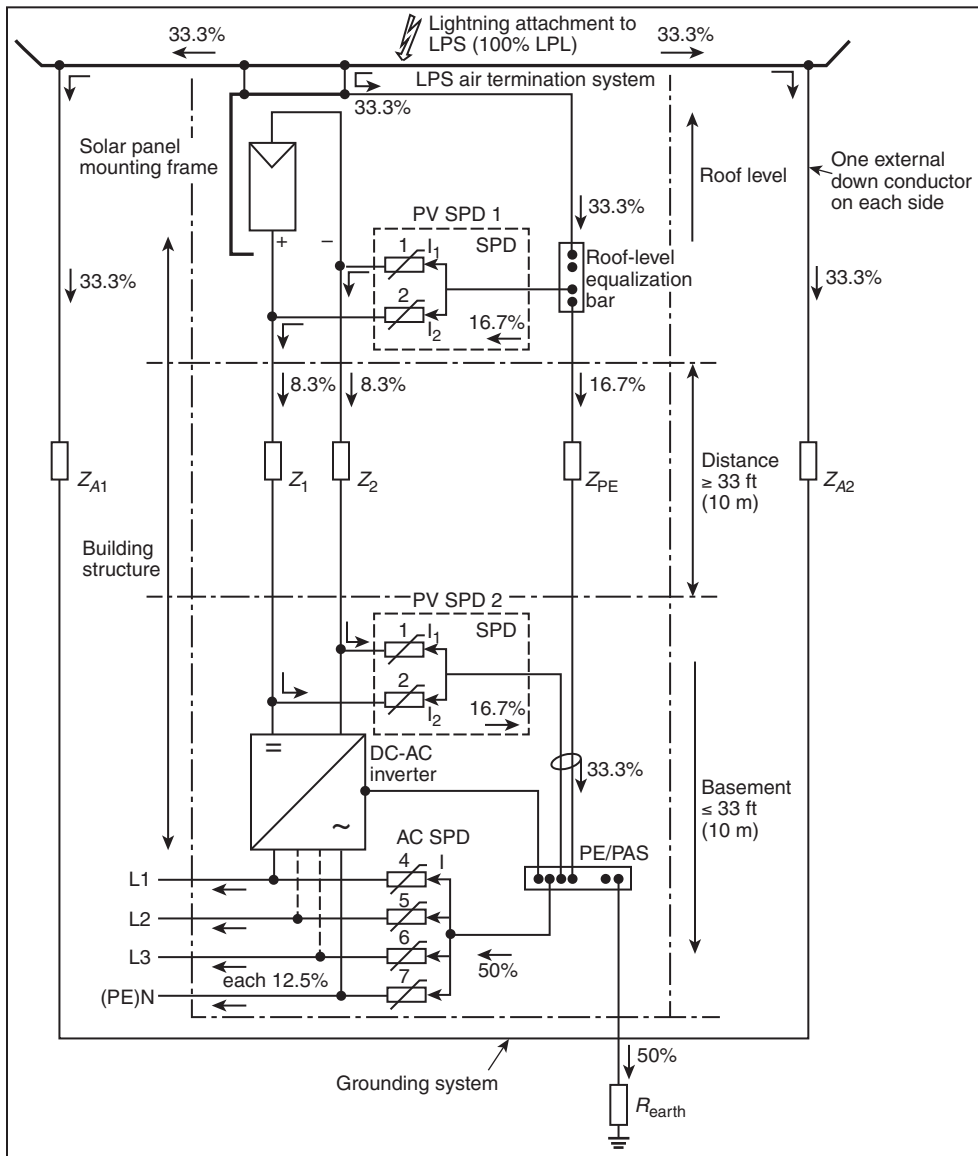 Lightning attachment to
LPS (100% LPL)
33.3%
33.3%
LPS air termination system
33.3%
Solar panel
mounting frame
Roof level
One external
down conductor
on each side
PV SPD 1
33.3%
+
–
1
I1
SPD
Roof-level
equalization
bar
33.3%
33.3%
2
I2
16.7%
8.3%
8.3%
16.7%
ZA1
Z1
Z2
ZPE
Distance
≥ 33 ft
(10 m)
ZA2
Building
structure
PV SPD 2
1
I1
SPD
2
I2
16.7%
=
~
DC-AC
inverter
33.3%
Basement
≤ 33 ft
(10 m)
AC SPD
PE/PAS
L1
4
I
L2
5
L3
6
each 12.5%
50%
(PE)N
7
50%
Grounding system
Rearth